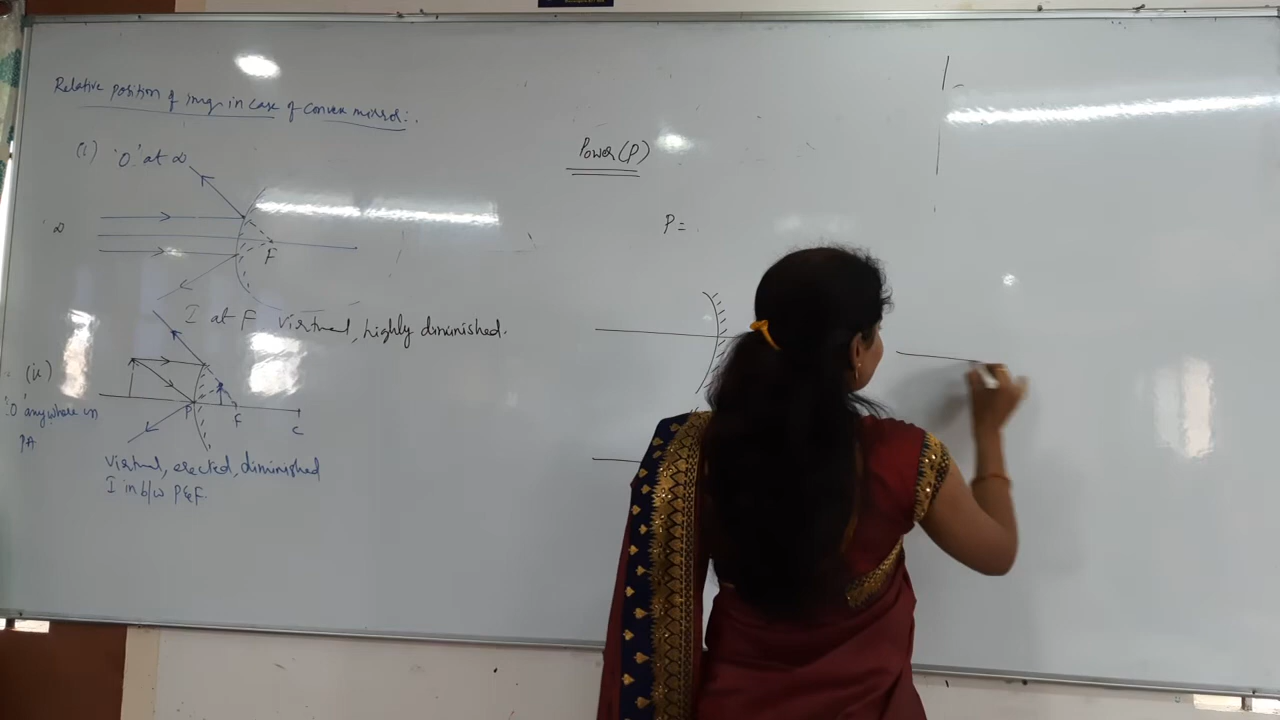 Relative position of img. in case of convex mirror:.
(i) 'O' at ∞
∞
F
I at F virtual, highly diminished.
(ii)
'O' anywhere in
PA
P
F
C
virtual, erected, diminished
I in b/w P & F.
Power (P)
P =